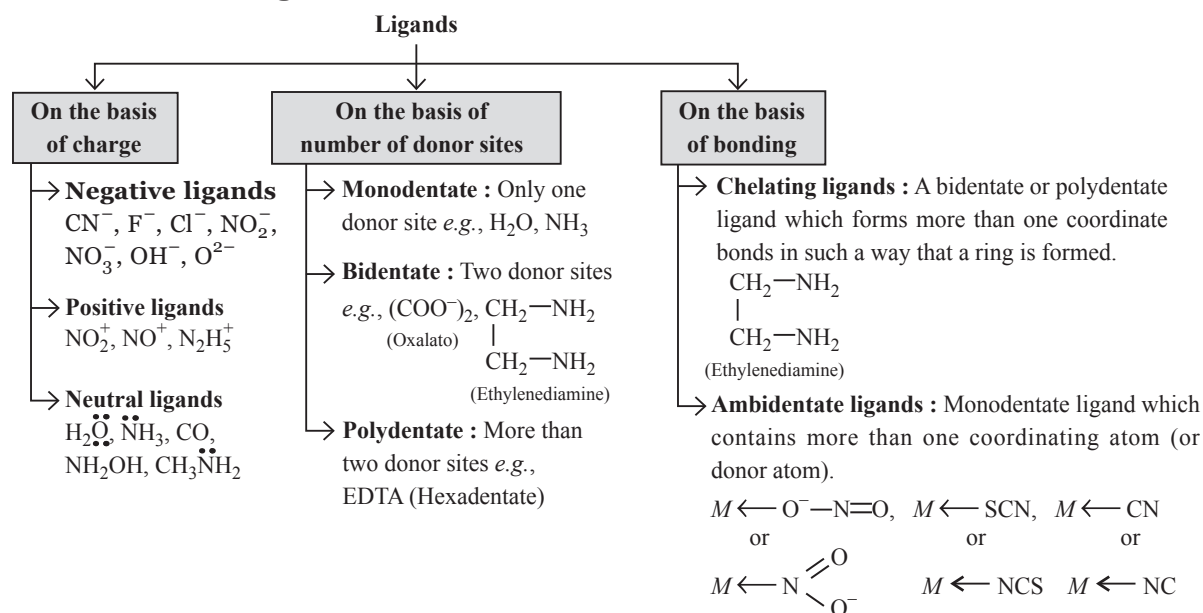 Ligands
On the basis
of charge
Negative ligands
CN⁻, F⁻, Cl⁻, NO₂⁻,
NO₃⁻, OH⁻, O²⁻
Positive ligands
NO₂⁺, NO⁺, N₂H₅⁺
Neutral ligands
H₂O, NH₃, CO,
NH₂OH, CH₃NH₂
On the basis of
number of donor sites
Monodentate : Only one
donor site e.g., H₂O, NH₃
Bidentate : Two donor sites
e.g., (COO⁻)₂, CH₂—NH₂
(Oxalato)
CH₂—NH₂
(Ethylenediamine)
Polydentate : More than
two donor sites e.g.,
EDTA (Hexadentate)
On the basis
of bonding
Chelating ligands : A bidentate or polydentate
ligand which forms more than one coordinate
bonds in such a way that a ring is formed.
CH₂—NH₂
CH₂—NH₂
(Ethylenediamine)
Ambidentate ligands : Monodentate ligand which
contains more than one coordinating atom (or
donor atom).
M ← O⁻—N=O, M ← SCN, M ← CN
or or or
O
M ← N M ← NCS M ← NC
O⁻